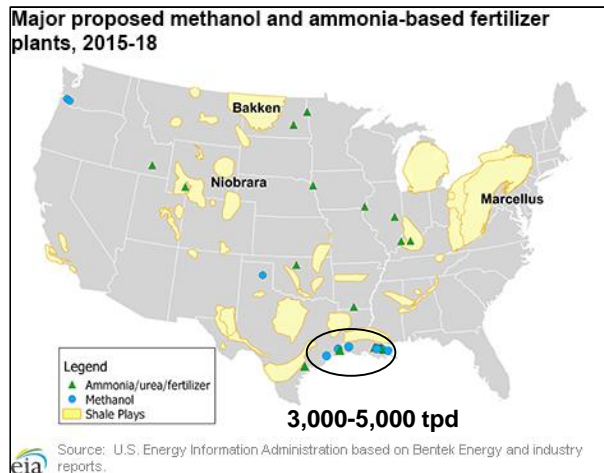 Major proposed methanol and ammonia-based fertilizer
plants, 2015-18
Bakken
Niobrara
Marcellus
Legend
Ammonia/urea/fertilizer
Methanol
Shale Plays
3,000-5,000 tpd
eia
Source: U.S. Energy Information Administration based on Bentek Energy and industry
reports.